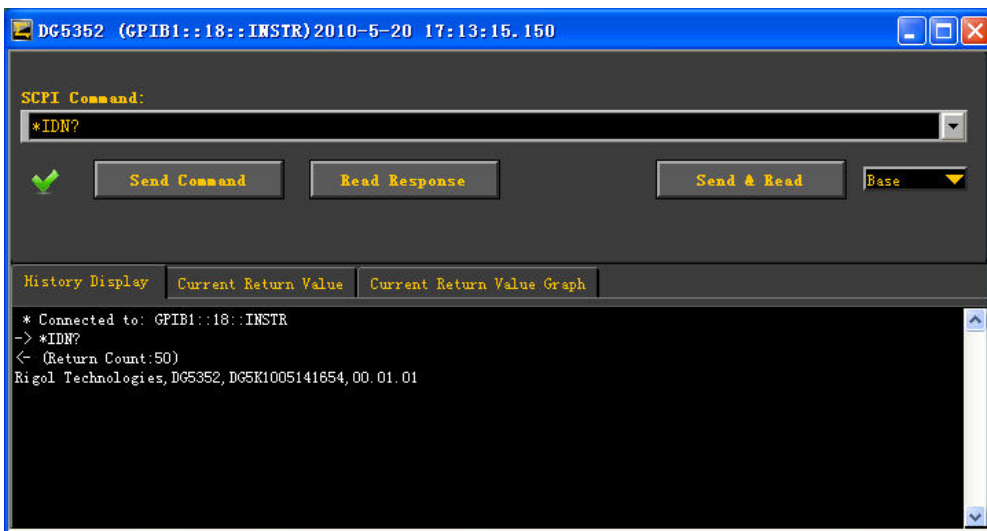 DG5352 (GPIB1::18::INSTR)2010-5-20 17:13:15.150
SCPI Command:
*IDN?
Send Command Read Response Send & Read Base
History Display Current Return Value Current Return Value Graph
* Connected to: GPIB1::18::INSTR
-> *IDN?
<- (Return Count:50)
Rigol Technologies,DG5352,DG5K1005141654,00.01.01